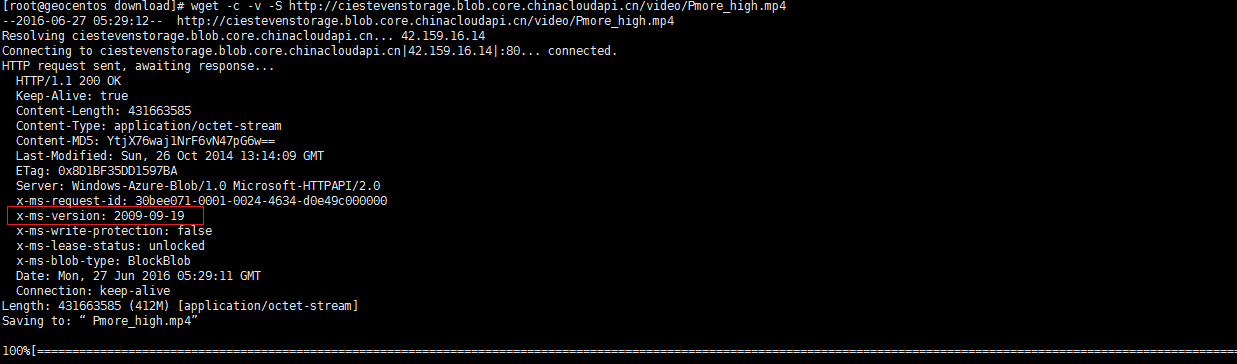 [root@geocentos download]# wget -c -v -S http://ciestevenstorage.blob.core.chinacloudapi.cn/video/Pmore_high.mp4
--2016-06-27 05:29:12--  http://ciestevenstorage.blob.core.chinacloudapi.cn/video/Pmore_high.mp4
Resolving ciestevenstorage.blob.core.chinacloudapi.cn... 42.159.16.14
Connecting to ciestevenstorage.blob.core.chinacloudapi.cn|42.159.16.14|:80... connected.
HTTP request sent, awaiting response...
  HTTP/1.1 200 OK
  Keep-Alive: true
  Content-Length: 431663585
  Content-Type: application/octet-stream
  Content-MD5: YtjX76waj1NrF6vN47pG6w==
  Last-Modified: Sun, 26 Oct 2014 13:14:09 GMT
  ETag: 0x8D1BF35DD1597BA
  Server: Windows-Azure-Blob/1.0 Microsoft-HTTPAPI/2.0
  x-ms-request-id: 30bee071-0001-0024-4634-d0e49c000000
  x-ms-version: 2009-09-19
  x-ms-write-protection: false
  x-ms-lease-status: unlocked
  x-ms-blob-type: BlockBlob
  Date: Mon, 27 Jun 2016 05:29:11 GMT
  Connection: keep-alive
Length: 431663585 (412M) [application/octet-stream]
Saving to: “ Pmore_high.mp4”

100%[==========================================================================================================================================================================